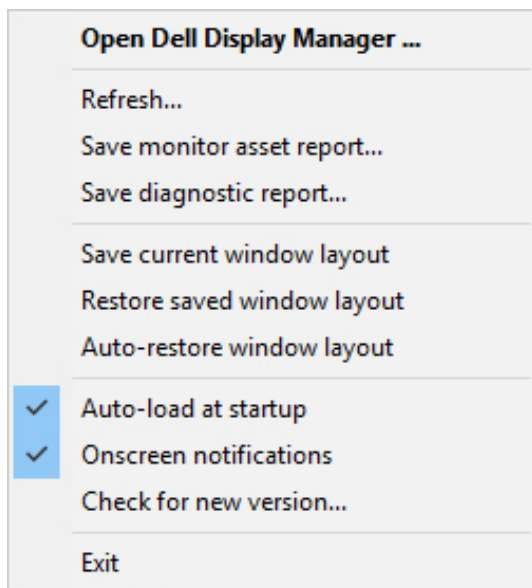 Open Dell Display Manager ...
Refresh...
Save monitor asset report...
Save diagnostic report...
Save current window layout
Restore saved window layout
Auto-restore window layout
Auto-load at startup
Onscreen notifications
Check for new version...
Exit